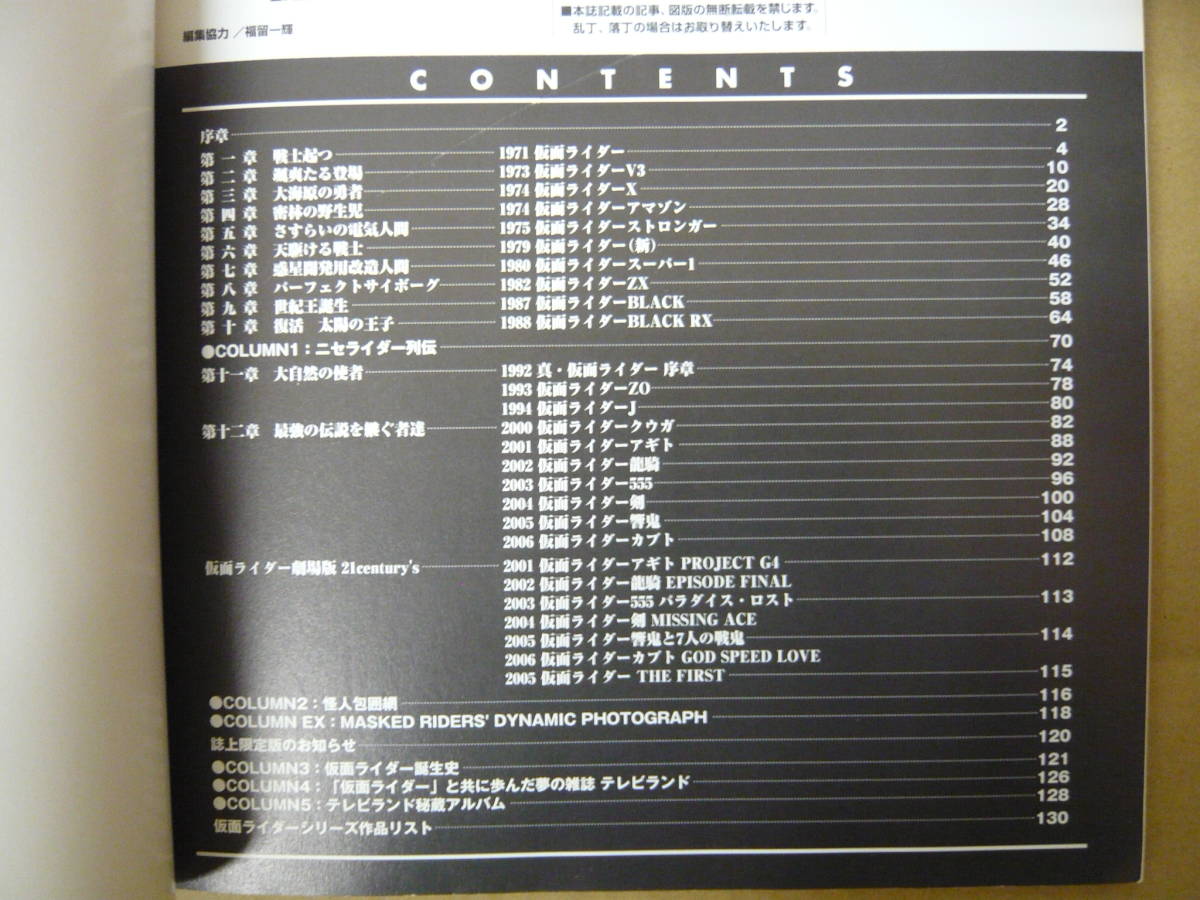 編集協力／福留一輝
■本誌記載の記事、図版の無断転載を禁じます。
乱丁、落丁の場合はお取り替えいたします。
CONTENTS
序章 2
第一章 戦士起つ 1971 仮面ライダー 4
第二章 颯爽たる登場 1973 仮面ライダーV3 10
第三章 大海原の勇者 1974 仮面ライダーX 20
第四章 密林の野生児 1974 仮面ライダーアマゾン 28
第五章 さすらいの電気人間 1975 仮面ライダーストロンガー 34
第六章 天駆ける戦士 1979 仮面ライダー（新） 40
第七章 惑星開発用改造人間 1980 仮面ライダースーパー1 46
第八章 パーフェクトサイボーグ 1982 仮面ライダーZX 52
第九章 世紀王誕生 1987 仮面ライダーBLACK 58
第十章 復活 太陽の王子 1988 仮面ライダーBLACK RX 64
●COLUMN1：ニセライダー列伝 70
第十一章 大自然の使者 1992 真・仮面ライダー 序章 74
1993 仮面ライダーZO 78
1994 仮面ライダーJ 80
第十二章 最強の伝説を継ぐ者達 2000 仮面ライダークウガ 82
2001 仮面ライダーアギト 88
2002 仮面ライダー龍騎 92
2003 仮面ライダー555 96
2004 仮面ライダー剣 100
2005 仮面ライダー響鬼 104
2006 仮面ライダーカブト 108
仮面ライダー劇場版 21century's 2001 仮面ライダーアギト PROJECT G4 112
2002 仮面ライダー龍騎 EPISODE FINAL
2003 仮面ライダー555 パラダイス・ロスト 113
2004 仮面ライダー剣 MISSING ACE
2005 仮面ライダー響鬼と7人の戦鬼 114
2006 仮面ライダーカブト GOD SPEED LOVE
2005 仮面ライダー THE FIRST 115
●COLUMN2：怪人包囲網 116
●COLUMN EX：MASKED RIDERS' DYNAMIC PHOTOGRAPH 118
誌上限定版のお知らせ 120
●COLUMN3：仮面ライダー誕生史 121
●COLUMN4：「仮面ライダー」と共に歩んだ夢の雑誌 テレビランド 126
●COLUMN5：テレビランド秘蔵アルバム 128
仮面ライダーシリーズ作品リスト 130